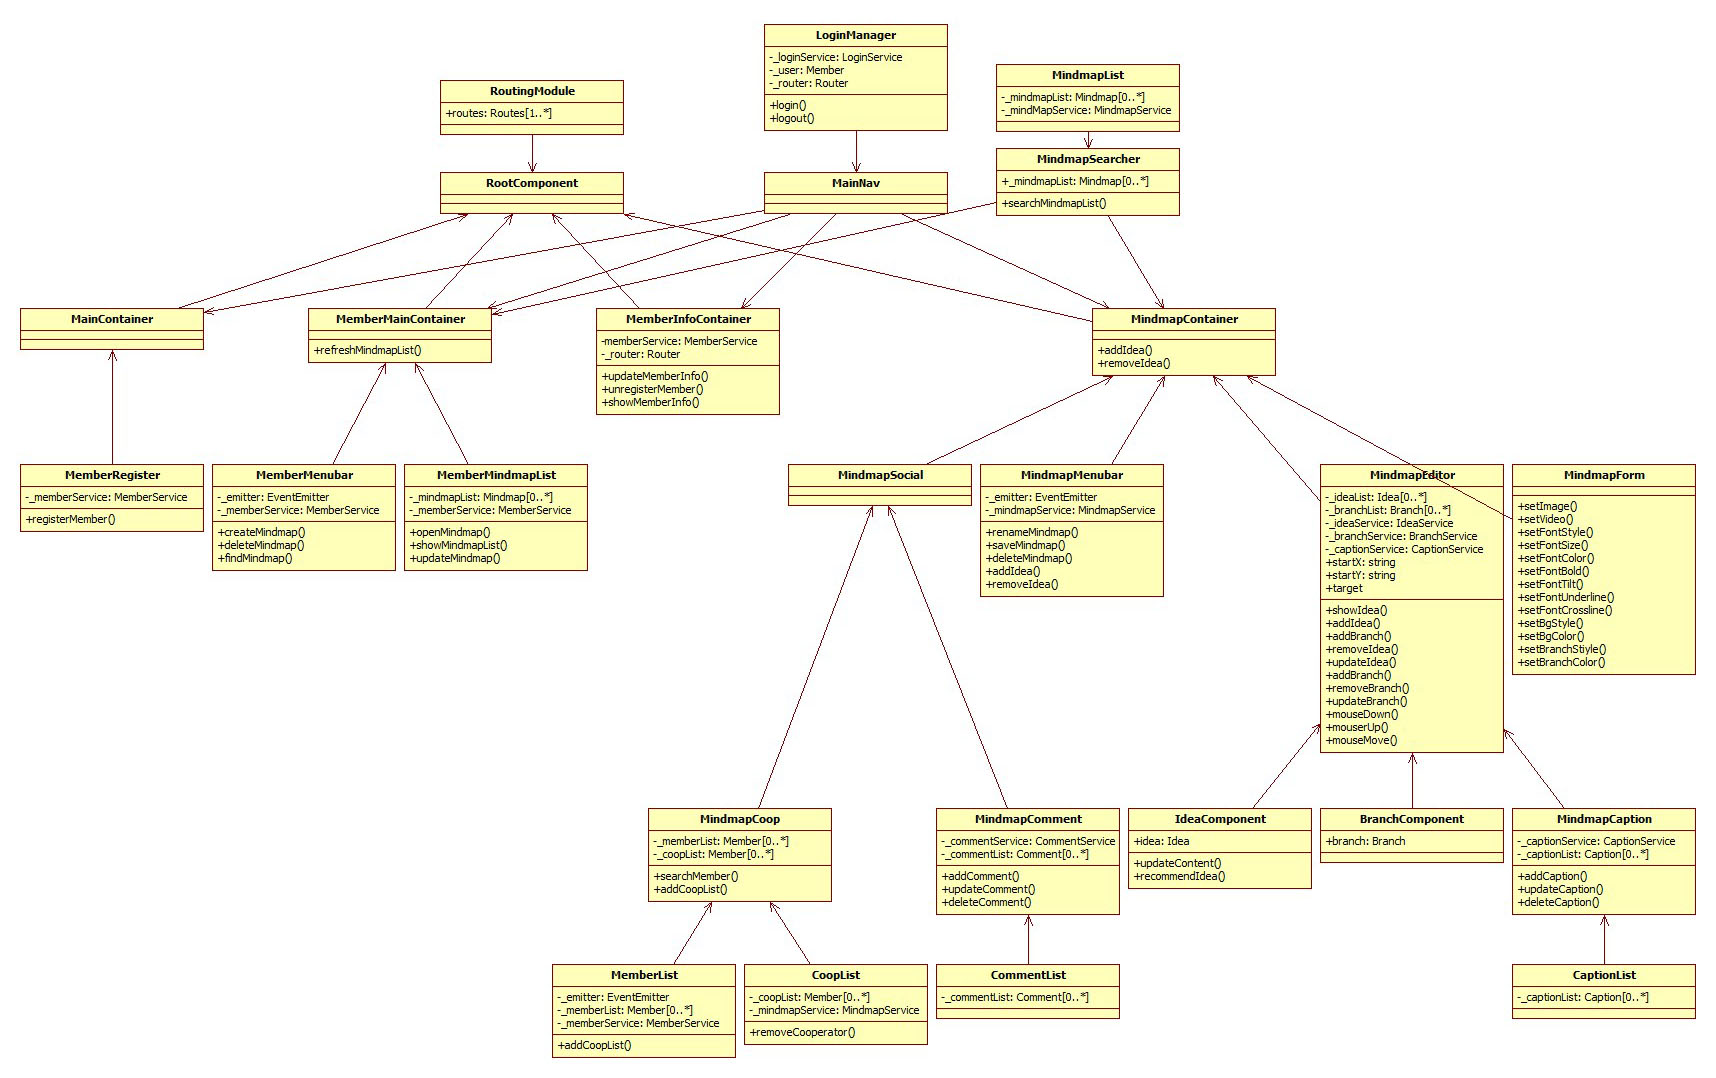 LoginManager
-_loginService: LoginService
-_user: Member
-_router: Router
+login()
+logout()
MindmapList
-_mindmapList: Mindmap[0..*]
-_mindMapService: MindmapService
RoutingModule
+routes: Routes[1..*]
MindmapSearcher
+_mindmapList: Mindmap[0..*]
+searchMindmapList()
RootComponent
MainNav
MainContainer
MemberMainContainer
+refreshMindmapList()
MemberInfoContainer
-memberService: MemberService
-_router: Router
+updateMemberInfo()
+unregisterMember()
+showMemberInfo()
MindmapContainer
+addIdea()
+removeIdea()
MemberRegister
-_memberService: MemberService
+registerMember()
MemberMenubar
-_emitter: EventEmitter
-_memberService: MemberService
+createMindmap()
+deleteMindmap()
+findMindmap()
MemberMindmapList
-_mindmapList: Mindmap[0..*]
-_memberService: MemberService
+openMindmap()
+showMindmapList()
+updateMindmap()
MindmapSocial
MindmapMenubar
-_emitter: EventEmitter
-_mindmapService: MindmapService
+renameMindmap()
+saveMindmap()
+deleteMindmap()
+addIdea()
+removeIdea()
MindmapEditor
-_ideaList: Idea[0..*]
-_branchList: Branch[0..*]
-_ideaService: IdeaService
-_branchService: BranchService
-_captionService: CaptionService
+startX: string
+startY: string
+target
+showIdea()
+addIdea()
+addBranch()
+removeIdea()
+updateIdea()
+addBranch()
+removeBranch()
+updateBranch()
+mouseDown()
+mouserUp()
+mouseMove()
MindmapForm
+setImage()
+setVideo()
+setFontStyle()
+setFontSize()
+setFontColor()
+setFontBold()
+setFontTilt()
+setFontUnderline()
+setFontCrossline()
+setBgStyle()
+setBgColor()
+setBranchStiyle()
+setBranchColor()
MindmapCoop
-_memberList: Member[0..*]
-_coopList: Member[0..*]
+searchMember()
+addCoopList()
MindmapComment
-_commentService: CommentService
-_commentList: Comment[0..*]
+addComment()
+updateComment()
+deleteComment()
IdeaComponent
+idea: Idea
+updateContent()
+recommendIdea()
BranchComponent
+branch: Branch
MindmapCaption
-_captionService: CaptionService
-_captionList: Caption[0..*]
+addCaption()
+updateCaption()
+deleteCaption()
MemberList
-_emitter: EventEmitter
-_memberList: Member[0..*]
-_memberService: MemberService
+addCoopList()
CoopList
-_coopList: Member[0..*]
-_mindmapService: MindmapService
+removeCooperator()
CommentList
-_commentList: Comment[0..*]
CaptionList
-_captionList: Caption[0..*]